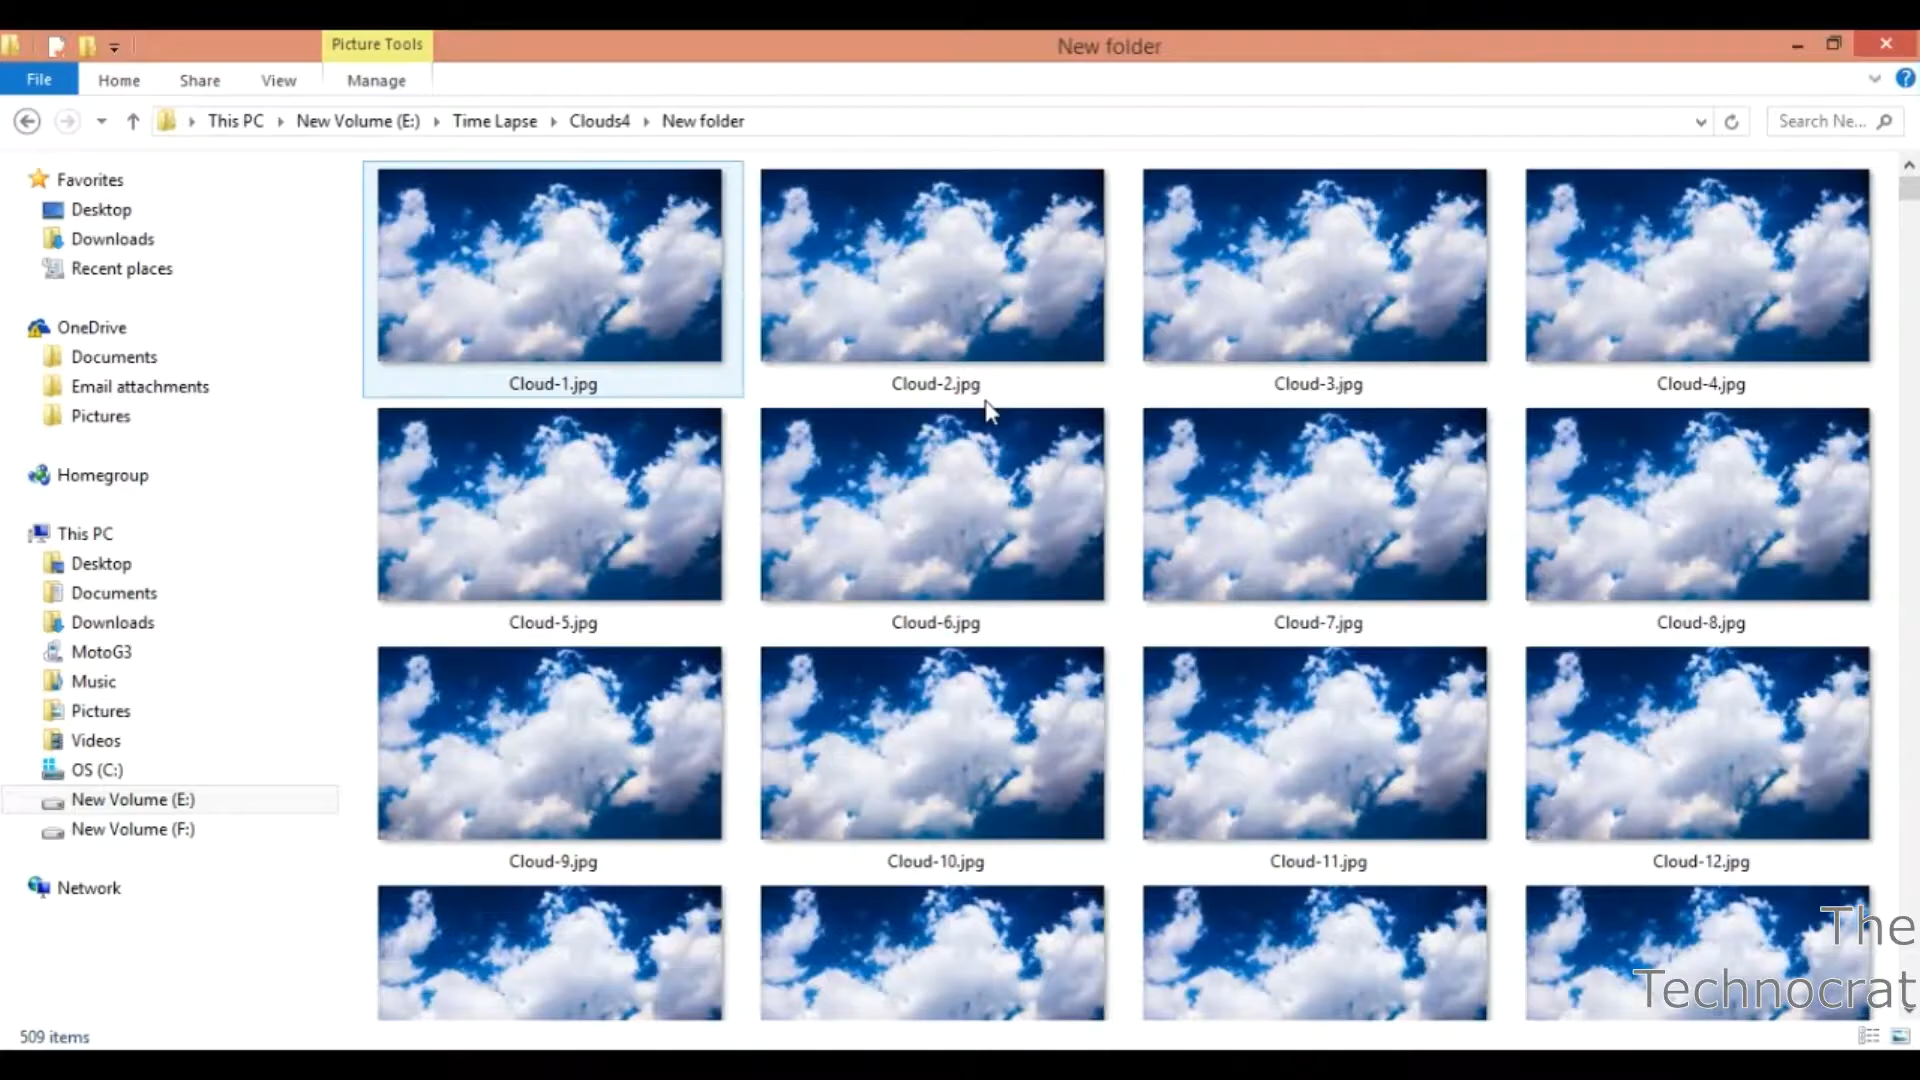 Picture Tools
New folder
File
Home
Share
View
Manage
This PC
New Volume (E:)
Time Lapse
Clouds4
New folder
Search Ne...
Favorites
Desktop
Downloads
Recent places
OneDrive
Documents
Email attachments
Pictures
Homegroup
This PC
Desktop
Documents
Downloads
MotoG3
Music
Pictures
Videos
OS (C:)
New Volume (E:)
New Volume (F:)
Network
Cloud-1.jpg
Cloud-2.jpg
Cloud-3.jpg
Cloud-4.jpg
Cloud-5.jpg
Cloud-6.jpg
Cloud-7.jpg
Cloud-8.jpg
Cloud-9.jpg
Cloud-10.jpg
Cloud-11.jpg
Cloud-12.jpg
The
Technocrat
509 items